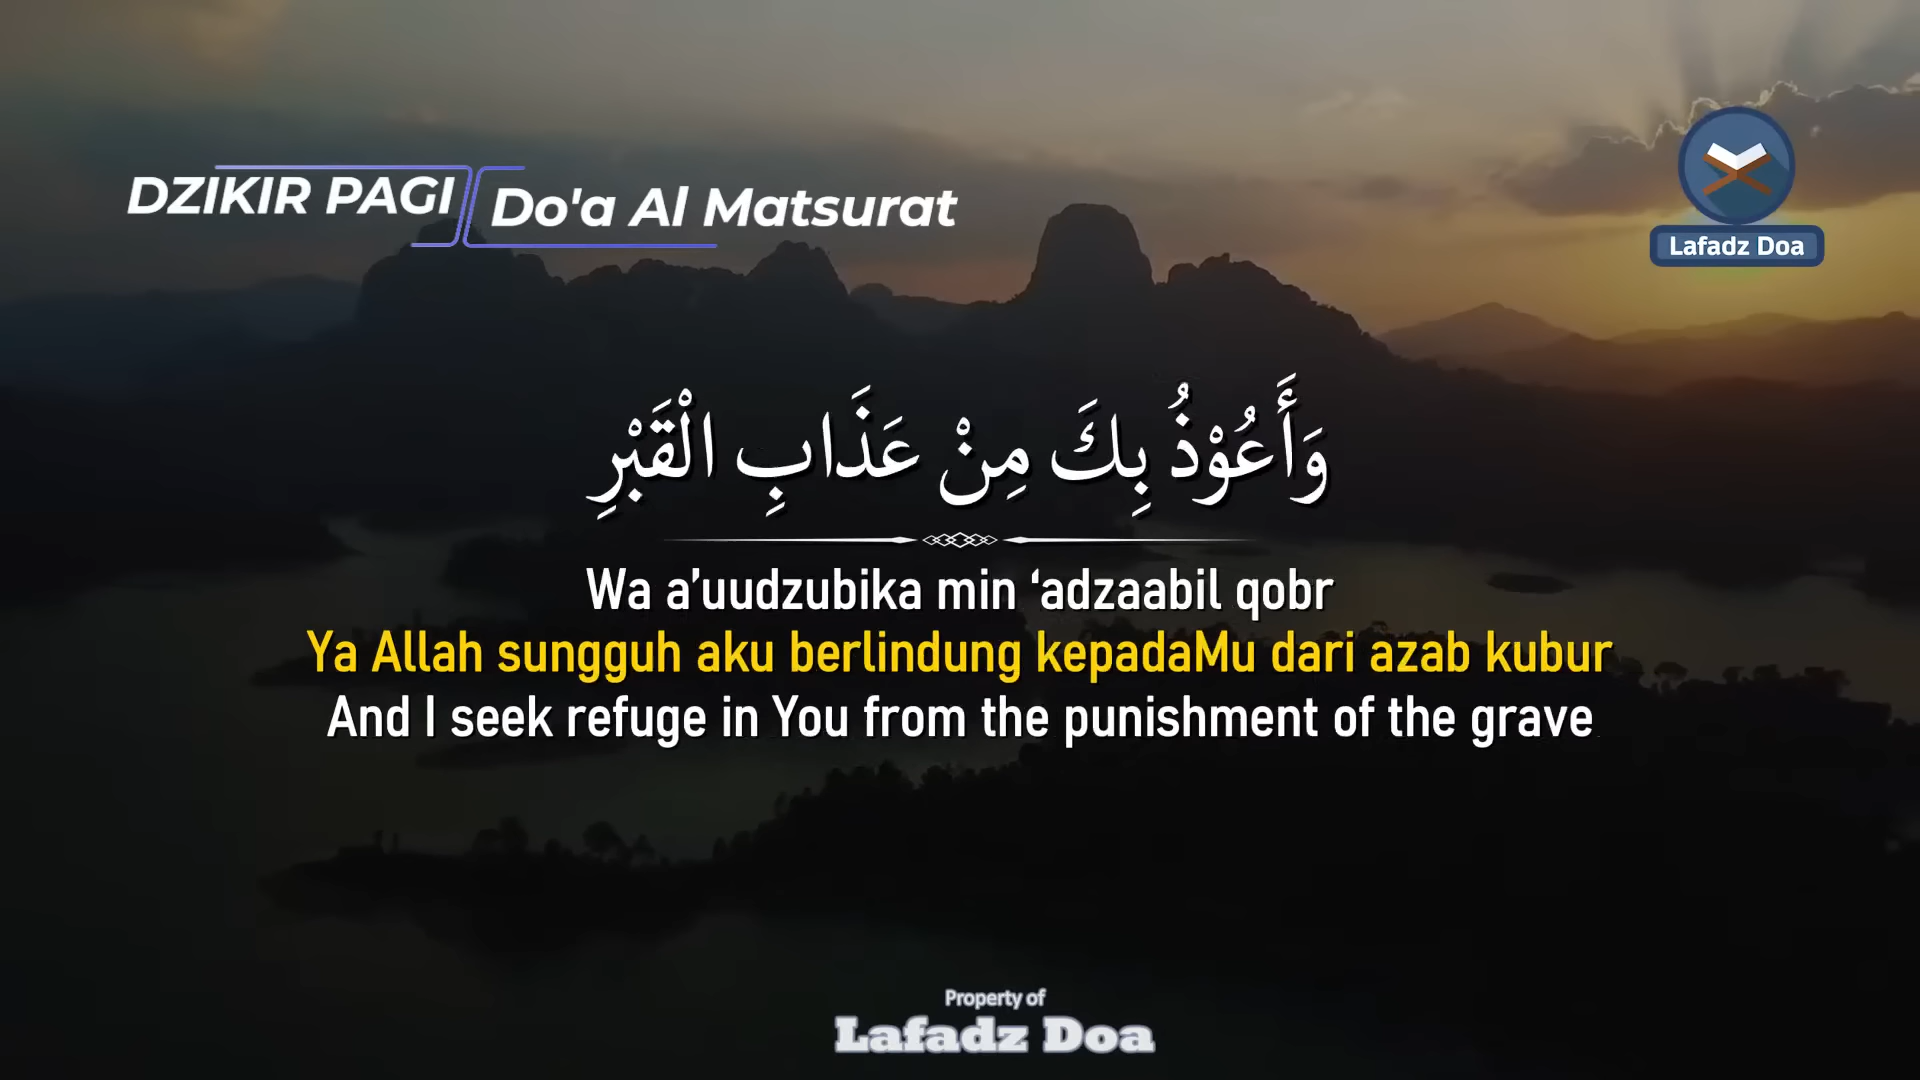 DZIKIR PAGI
Do'a Al Matsurat
Lafadz Doa
وَأَعُوْذُ بِكَ مِنْ عَذَابِ الْقَبْرِ
Wa a’uudzubika min ‘adzaabil qobr
Ya Allah sungguh aku berlindung kepadaMu dari azab kubur
And I seek refuge in You from the punishment of the grave
Property of
Lafadz Doa